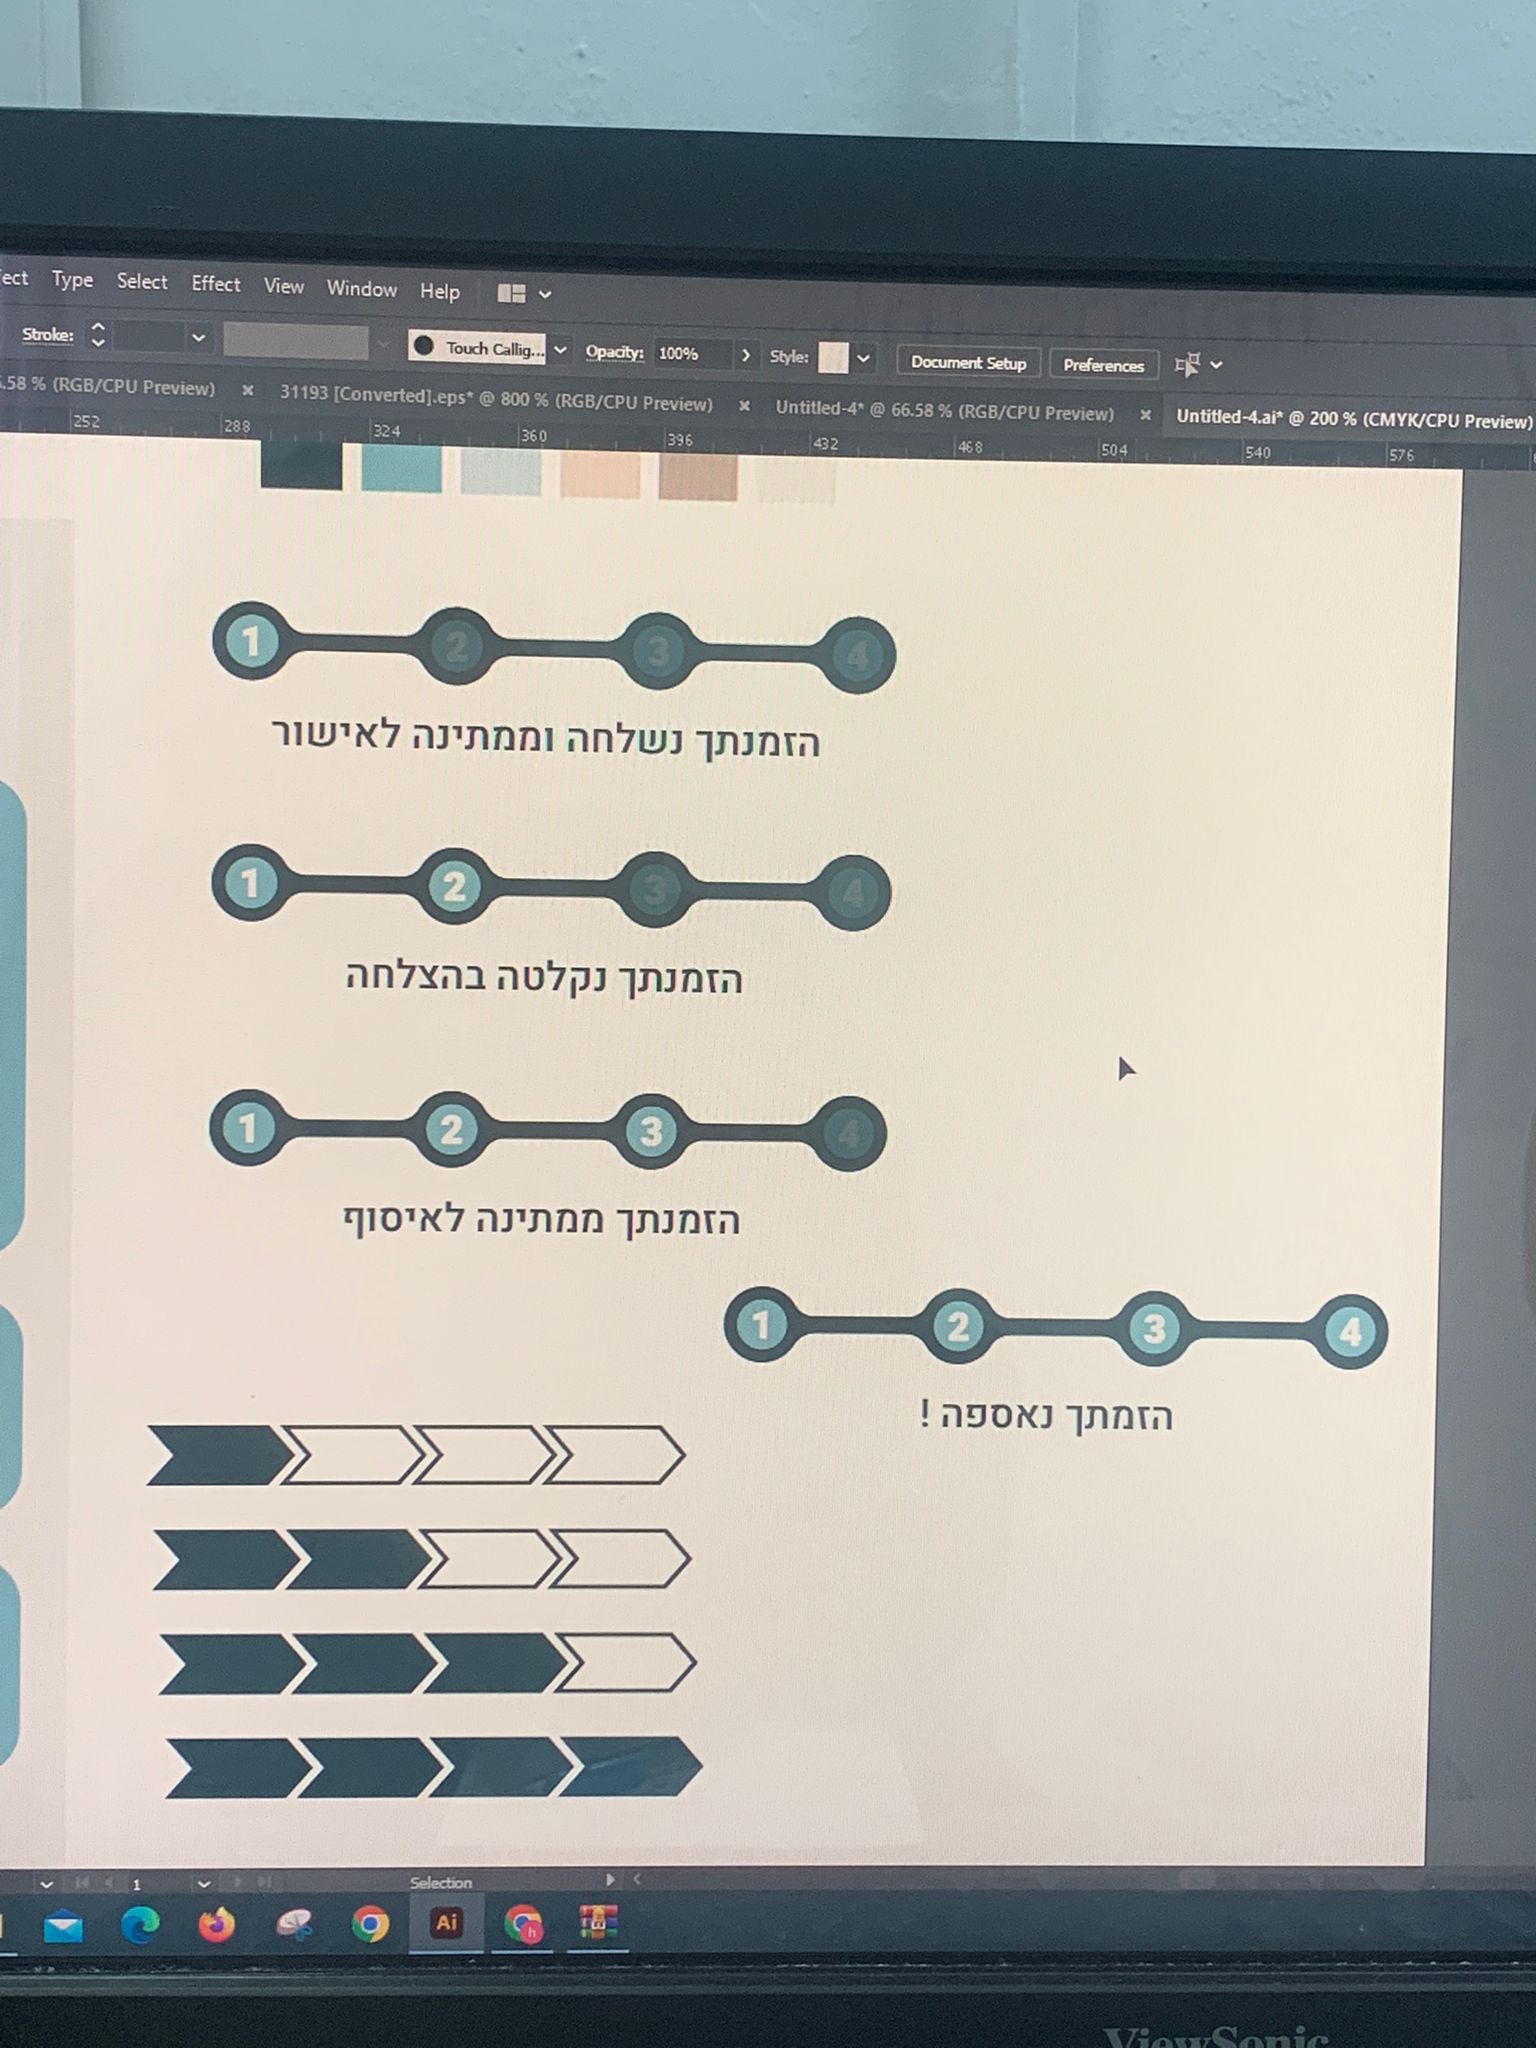 ect Type Select Effect View Window Help
Stroke: Touch Callig... Opacity: 100% Style: Document Setup Preferences
.58 % (RGB/CPU Preview) × 31193 [Converted].eps* @ 800 % (RGB/CPU Preview) × Untitled-4* @ 66.58 % (RGB/CPU Preview) × Untitled-4.ai* @ 200 % (CMYK/CPU Preview)
252 288 324 360 396 432 468 504 540 576
1 2 3 4
הזמנתך נשלחה וממתינה לאישור
1 2 3 4
הזמנתך נקלטה בהצלחה
1 2 3 4
הזמנתך ממתינה לאיסוף
1 2 3 4
הזמתך נאספה !
1 Selection
Ai h
ViewSonic